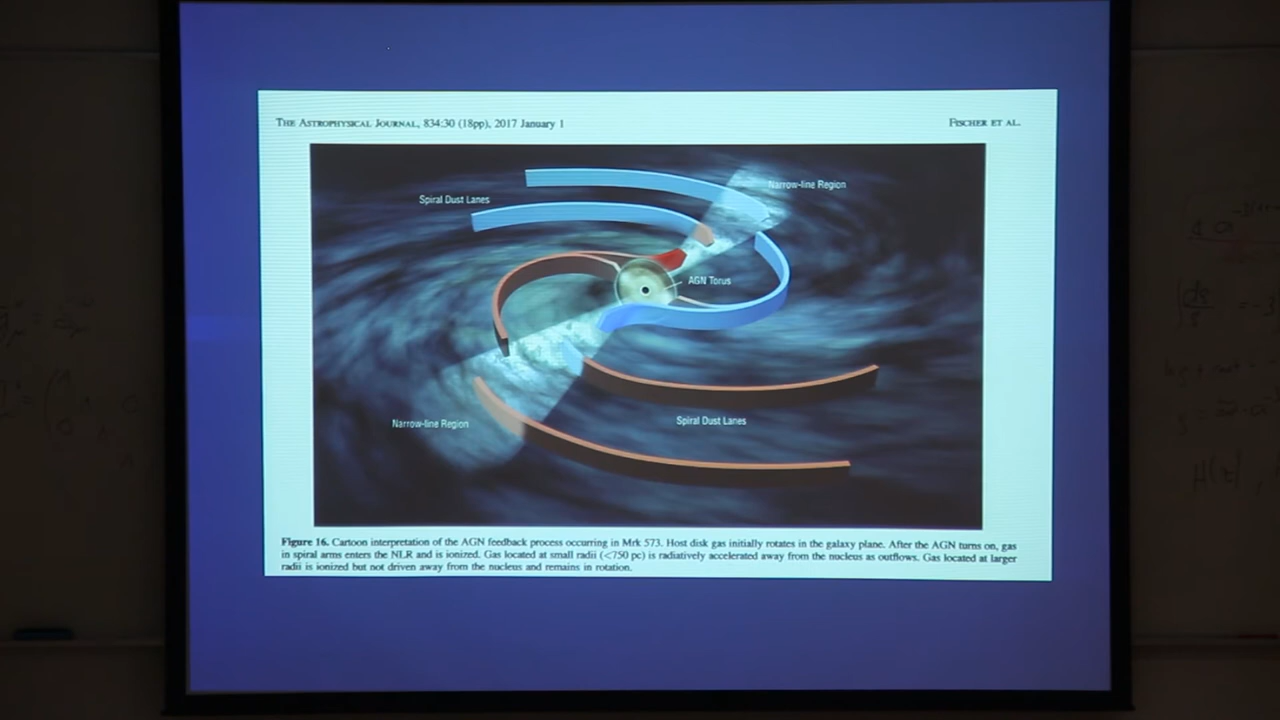 THE ASTROPHYSICAL JOURNAL, 834:30 (18pp), 2017 January 1
FISCHER ET AL.
Narrow-line Region
Spiral Dust Lanes
AGN Torus
Narrow-line Region
Spiral Dust Lanes
Figure 16. Cartoon interpretation of the AGN feedback process occurring in Mrk 573. Host disk gas initially rotates in the galaxy plane. After the AGN turns on, gas
in spiral arms enters the NLR and is ionized. Gas located at small radii (<750 pc) is radiatively accelerated away from the nucleus as outflows. Gas located at larger
radii is ionized but not driven away from the nucleus and remains in rotation.